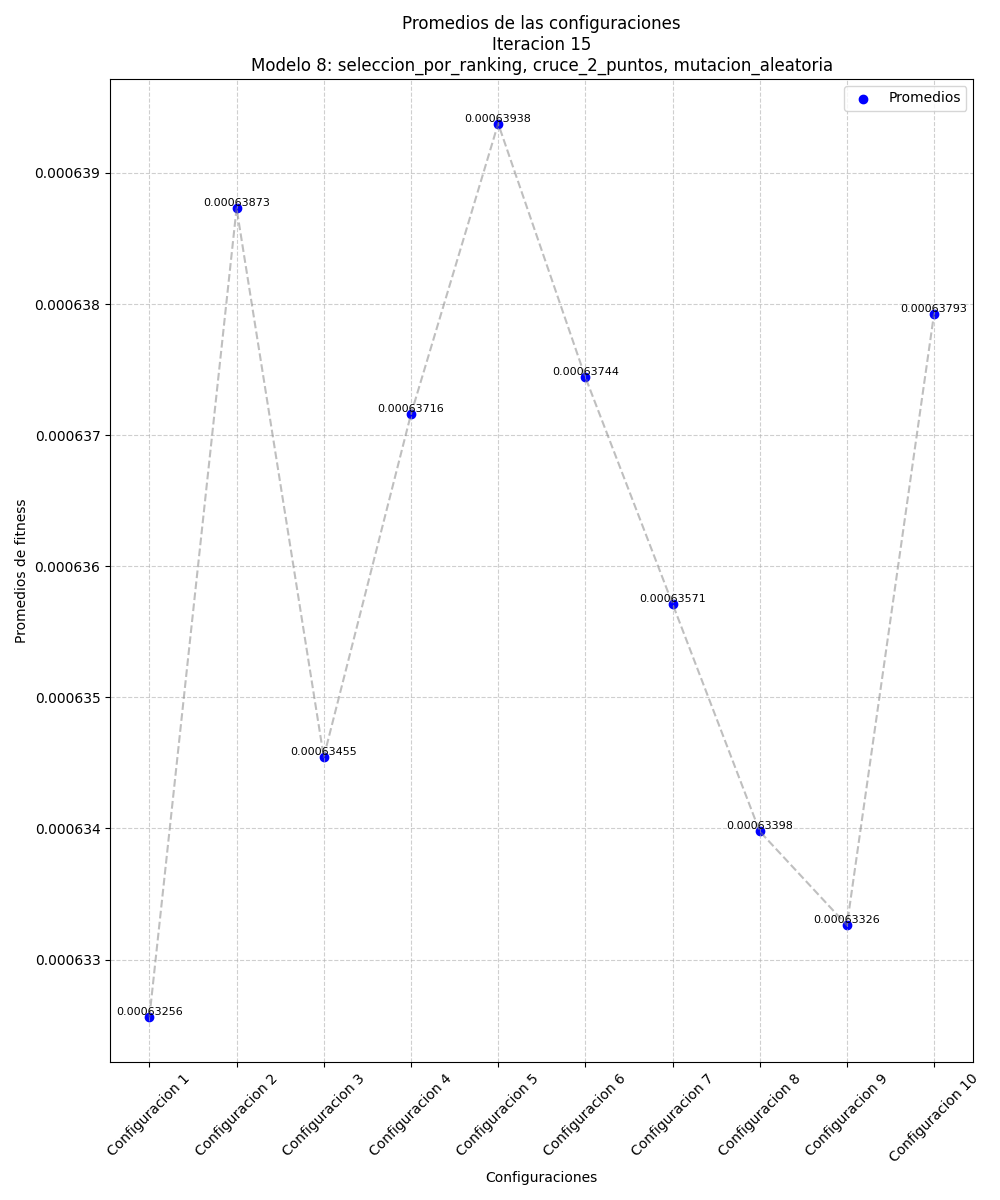 Promedios de las configuraciones
Iteracion 15
Modelo 8: seleccion_por_ranking, cruce_2_puntos, mutacion_aleatoria
Promedios
0.00063938
0.000639
0.00063873
0.000638
0.00063793
0.00063744
0.00063716
0.000637
0.000636
0.00063571
0.000635
0.00063455
0.000634
0.00063398
0.00063326
0.000633
0.00063256
Promedios de fitness
Configuracion 1
Configuracion 2
Configuracion 3
Configuracion 4
Configuracion 5
Configuracion 6
Configuracion 7
Configuracion 8
Configuracion 9
Configuracion 10
Configuraciones